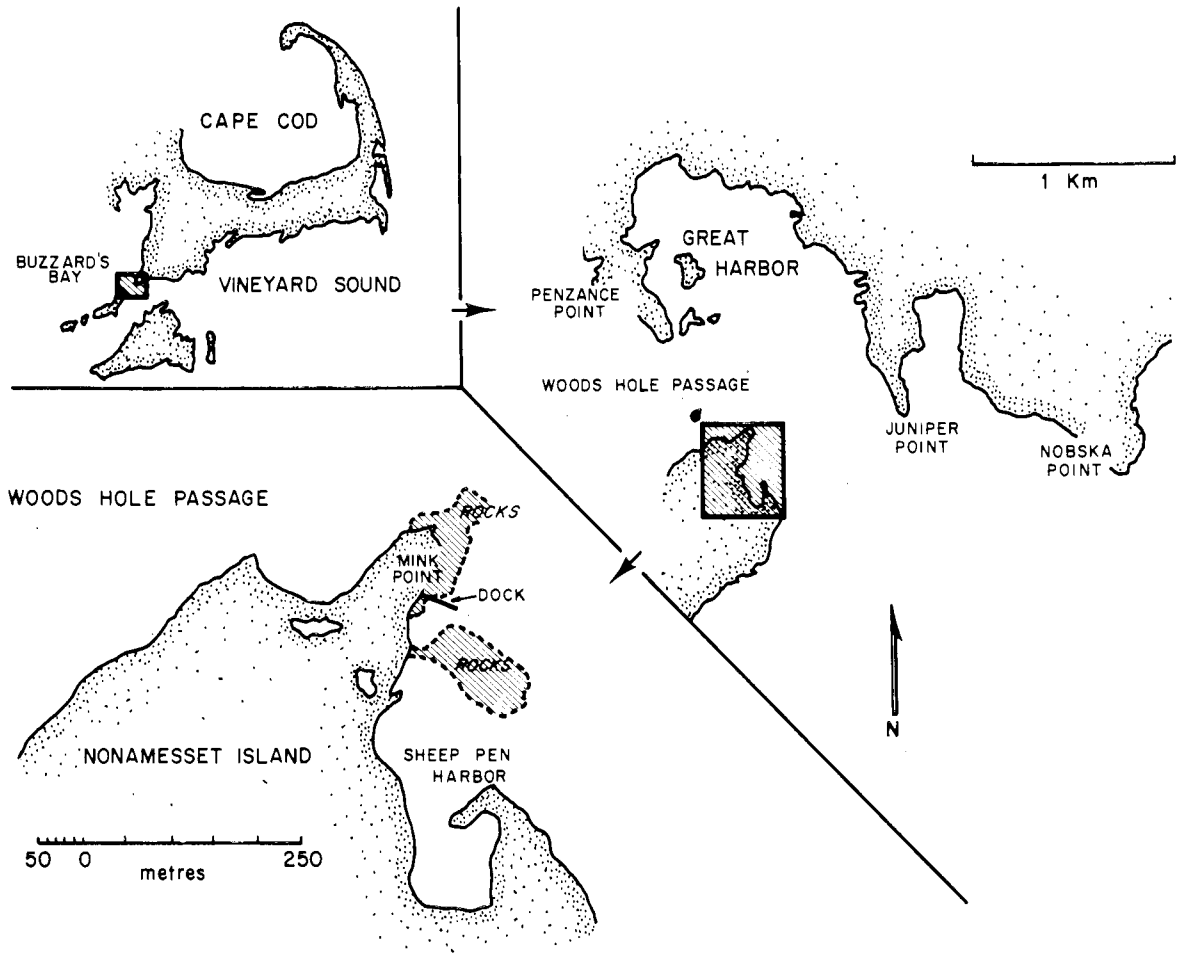 CAPE COD
BUZZARD'S
BAY
VINEYARD SOUND
1 Km
GREAT
HARBOR
PENZANCE
POINT
WOODS HOLE PASSAGE
JUNIPER
POINT
NOBSKA
POINT
N
WOODS HOLE PASSAGE
ROCKS
MINK
POINT
DOCK
ROCKS
NONAMESSET ISLAND
SHEEP PEN
HARBOR
50 0 250
metres